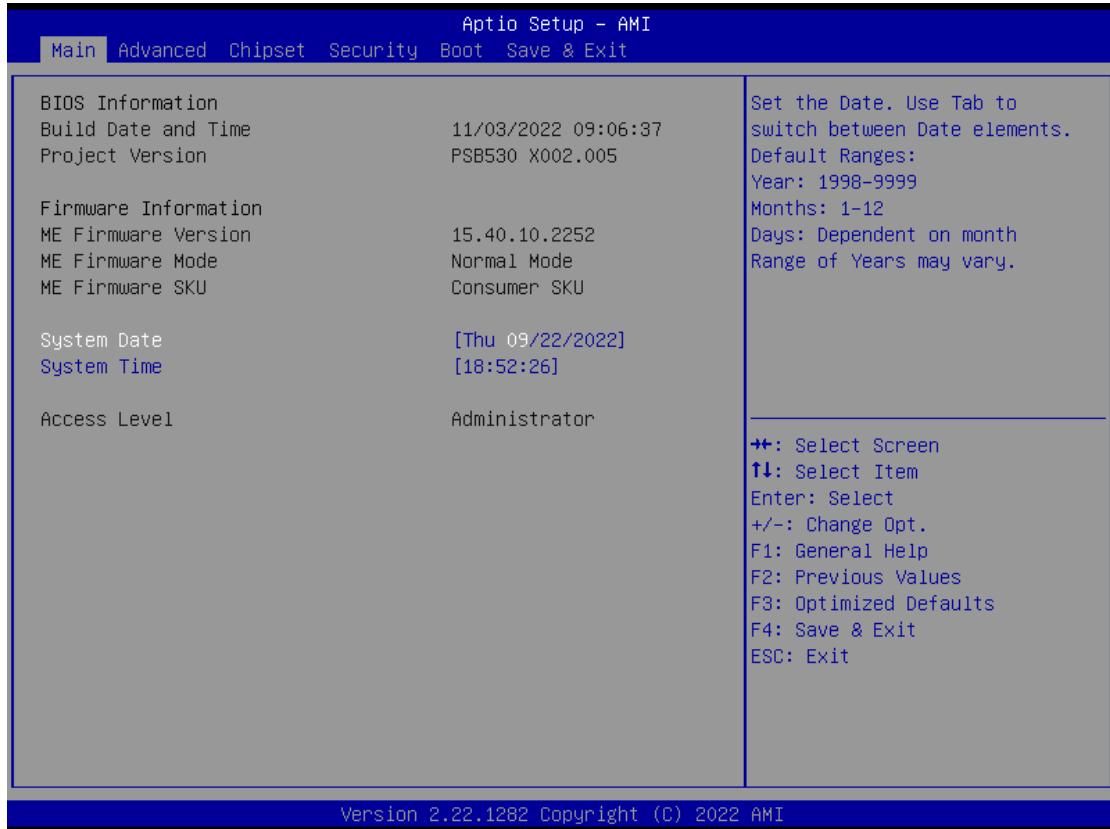 Aptio Setup – AMI
Main Advanced Chipset Security Boot Save & Exit
BIOS Information
Build Date and Time 11/03/2022 09:06:37
Project Version PSB530 X002.005
Firmware Information
ME Firmware Version 15.40.10.2252
ME Firmware Mode Normal Mode
ME Firmware SKU Consumer SKU
System Date [Thu 09/22/2022]
System Time [18:52:26]
Access Level Administrator
Set the Date. Use Tab to
switch between Date elements.
Default Ranges:
Year: 1998–9999
Months: 1–12
Days: Dependent on month
Range of Years may vary.
→←: Select Screen
↑↓: Select Item
Enter: Select
+/-: Change Opt.
F1: General Help
F2: Previous Values
F3: Optimized Defaults
F4: Save & Exit
ESC: Exit
Version 2.22.1282 Copyright (C) 2022 AMI